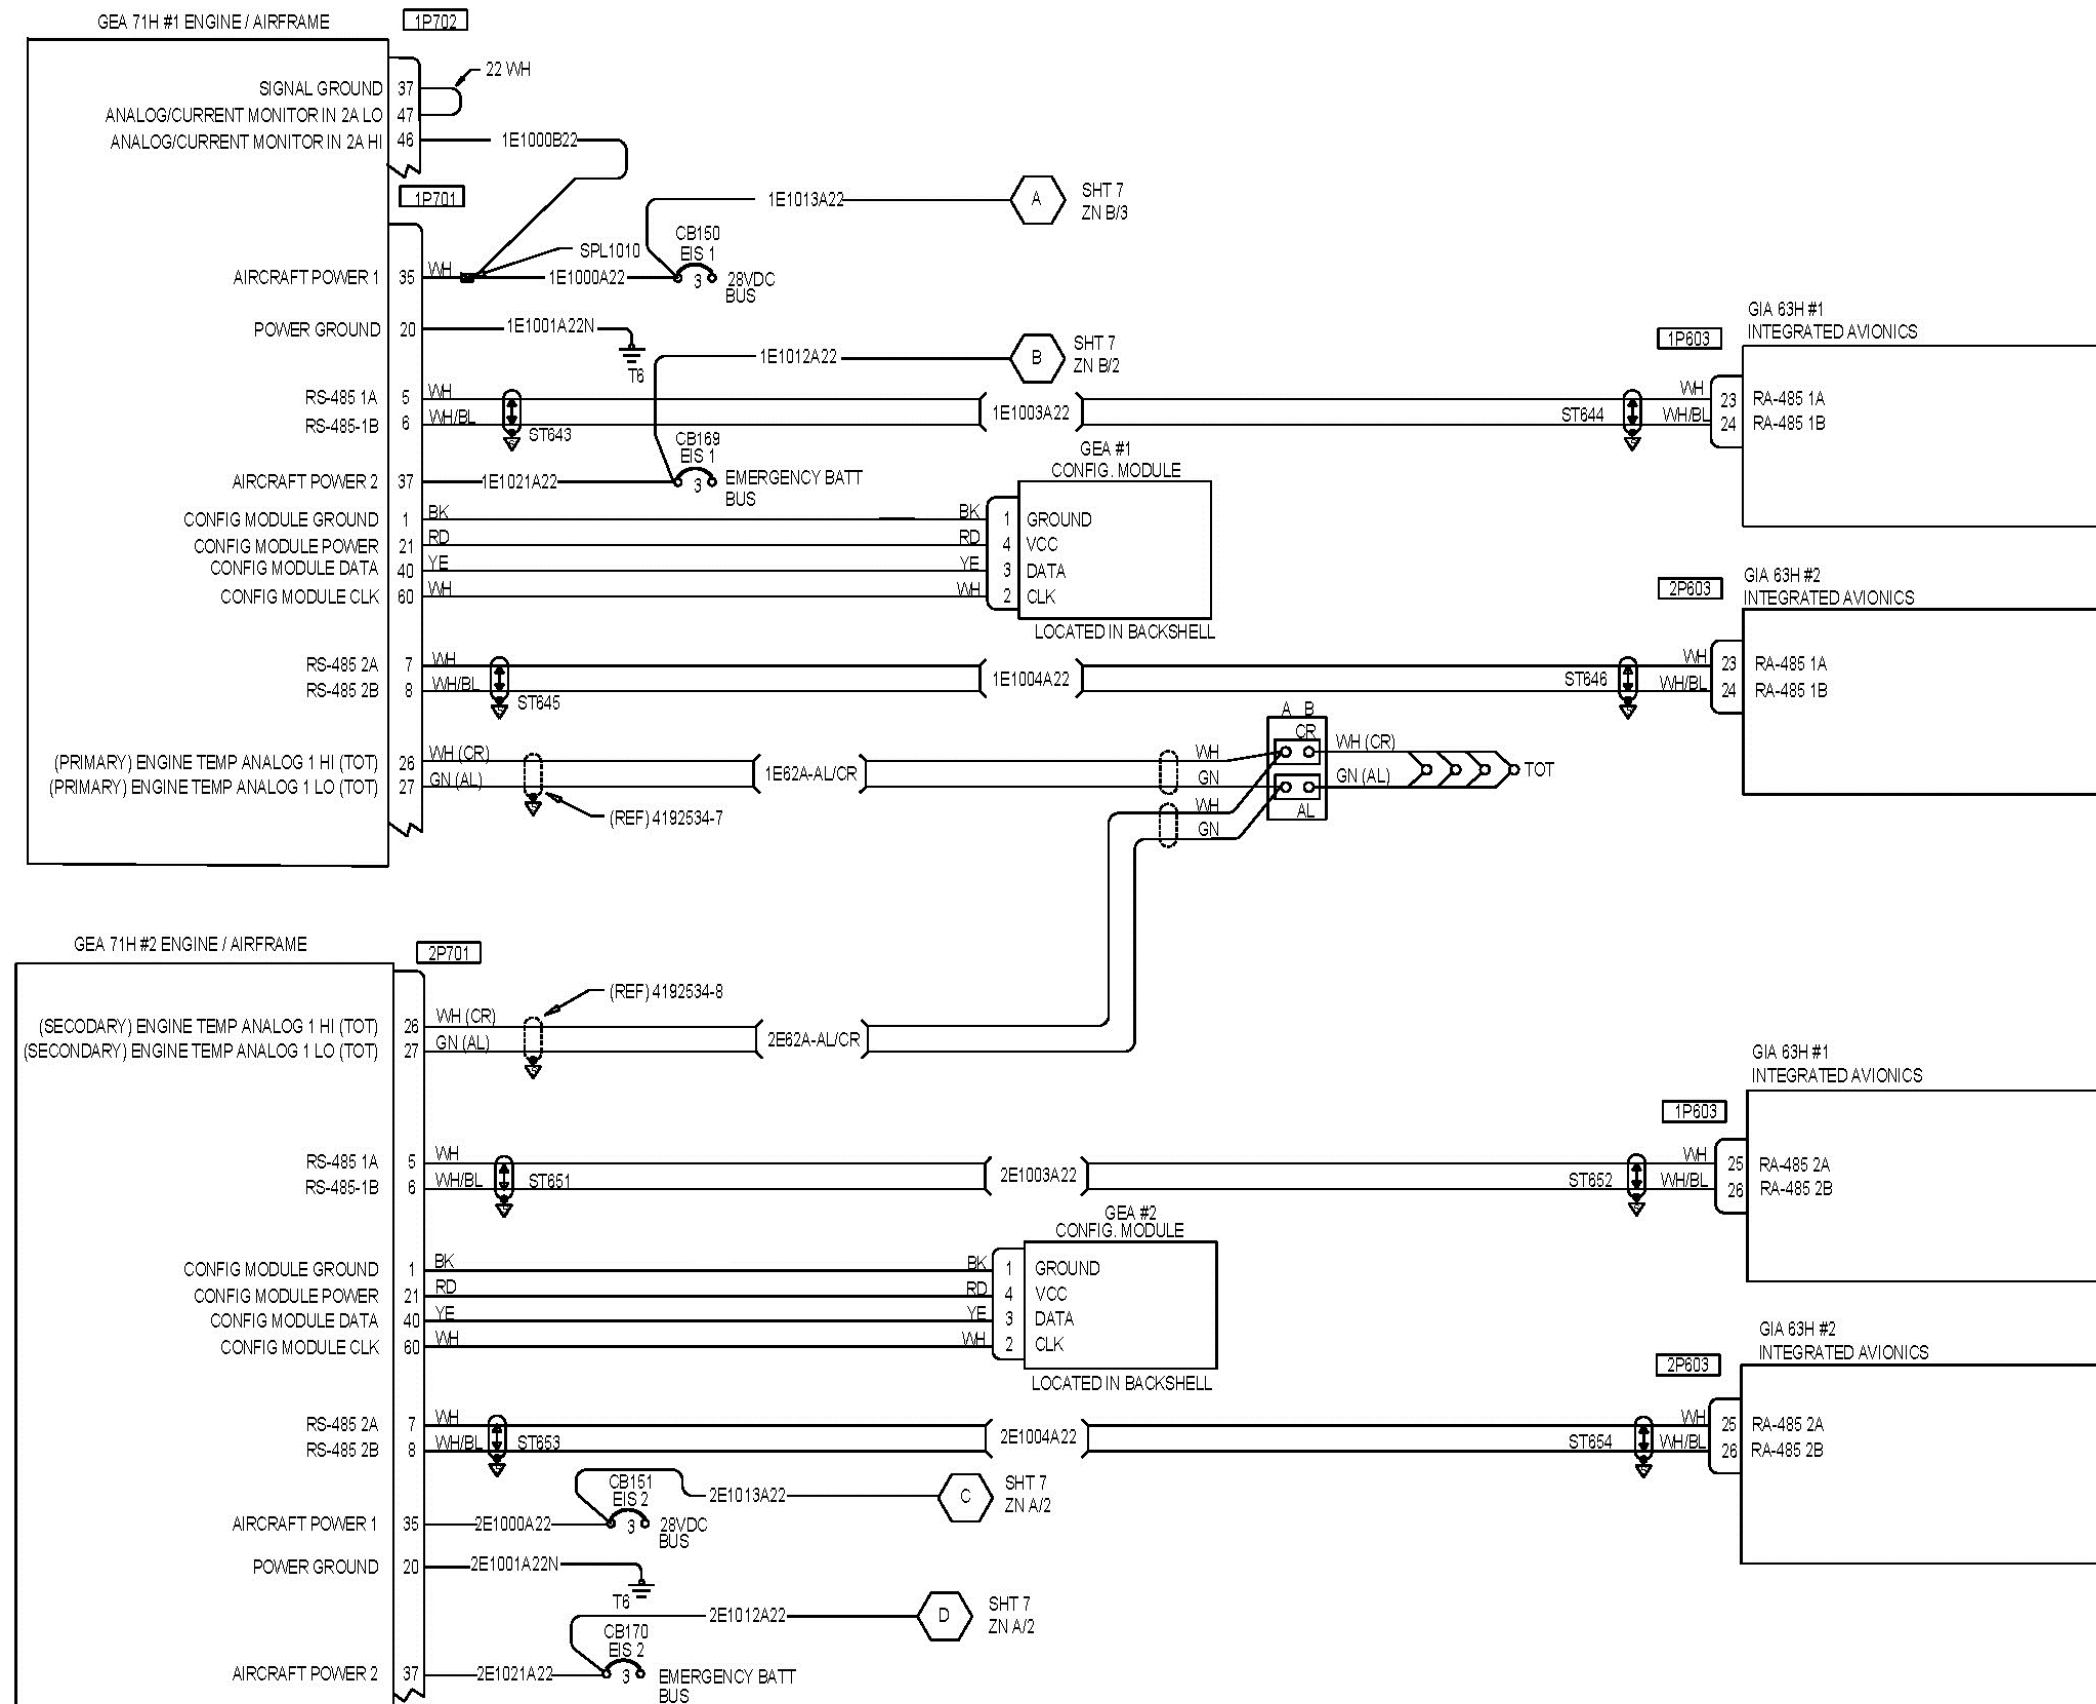 GEA 71H #1 ENGINE / AIRFRAME
1P702
22 WH
SIGNAL GROUND 37
ANALOG/CURRENT MONITOR IN 2A LO 47
ANALOG/CURRENT MONITOR IN 2A HI 46 1E1000B22
1P701
1E1013A22 A SHT 7
ZN B/3
CB150
EIS 1
SPL1010
AIRCRAFT POWER 1 35 WH 1E1000A22 3 28VDC
BUS
POWER GROUND 20 1E1001A22N
T6
1E1012A22 B SHT 7
ZN B/2
GIA 63H #1
INTEGRATED AVIONICS
1P603
RS-485 1A 5 WH WH 23 RA-485 1A
1E1003A22
RS-485-1B 6 WH/BL ST643 ST644 WH/BL 24 RA-485 1B
CB169
EIS 1
AIRCRAFT POWER 2 37 1E1021A22 3 EMERGENCY BATT
BUS
GEA #1
CONFIG. MODULE
CONFIG MODULE GROUND 1 BK BK 1 GROUND
CONFIG MODULE POWER 21 RD RD 4 VCC
CONFIG MODULE DATA 40 YE YE 3 DATA
CONFIG MODULE CLK 60 WH WH 2 CLK
LOCATED IN BACKSHELL
GIA 63H #2
INTEGRATED AVIONICS
2P603
RS-485 2A 7 WH WH 23 RA-485 1A
1E1004A22
RS-485 2B 8 WH/BL ST645 ST646 WH/BL 24 RA-485 1B
A B
CR
(PRIMARY) ENGINE TEMP ANALOG 1 HI (TOT) 26 WH (CR) WH WH (CR)
1E62A-AL/CR TOT
(PRIMARY) ENGINE TEMP ANALOG 1 LO (TOT) 27 GN (AL) GN GN (AL)
(REF) 4192534-7 WH AL
GN
GEA 71H #2 ENGINE / AIRFRAME
2P701
(REF) 4192534-8
(SECODARY) ENGINE TEMP ANALOG 1 HI (TOT) 26 WH (CR)
2E62A-AL/CR
(SECONDARY) ENGINE TEMP ANALOG 1 LO (TOT) 27 GN (AL)
GIA 63H #1
INTEGRATED AVIONICS
1P603
RS-485 1A 5 WH WH 25 RA-485 2A
2E1003A22
RS-485-1B 6 WH/BL ST651 ST652 WH/BL 26 RA-485 2B
GEA #2
CONFIG. MODULE
CONFIG MODULE GROUND 1 BK BK 1 GROUND
CONFIG MODULE POWER 21 RD RD 4 VCC
CONFIG MODULE DATA 40 YE YE 3 DATA
CONFIG MODULE CLK 60 WH WH 2 CLK
LOCATED IN BACKSHELL
GIA 63H #2
INTEGRATED AVIONICS
2P603
RS-485 2A 7 WH WH 25 RA-485 2A
2E1004A22
RS-485 2B 8 WH/BL ST653 ST654 WH/BL 26 RA-485 2B
CB151
EIS 2
2E1013A22 C SHT 7
ZN A/2
AIRCRAFT POWER 1 35 2E1000A22 3 28VDC
BUS
POWER GROUND 20 2E1001A22N
T6
2E1012A22 D SHT 7
ZN A/2
CB170
EIS 2
AIRCRAFT POWER 2 37 2E1021A22 3 EMERGENCY BATT
BUS